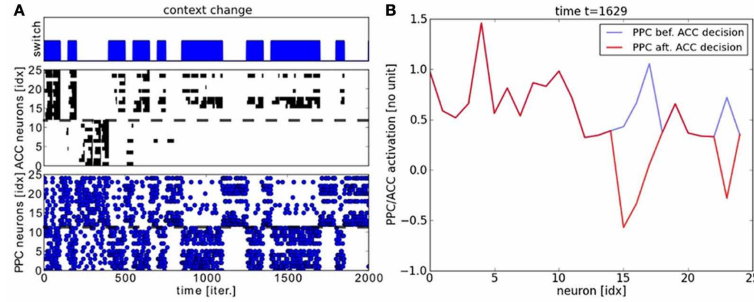 A
context change
switch
ACC neurons [idx]
25
20
15
10
5
0
PPC neurons [idx]
25
20
15
10
5
0
0
500
1000
1500
2000
time [iter.]
B
time t=1629
PPC bef. ACC decision
PPC aft. ACC decision
PPC/ACC activation [no unit]
1.5
1.0
0.5
0.0
−0.5
−1.0
0
5
10
15
20
25
neuron [idx]